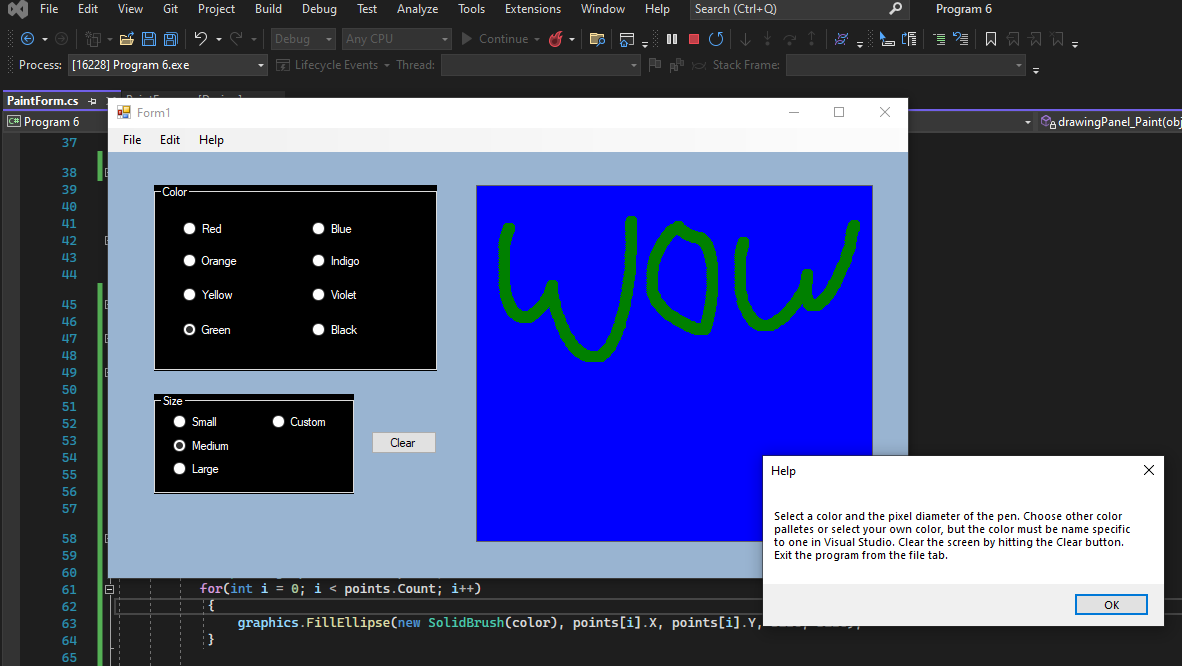 File Edit View Git Project Build Debug Test Analyze Tools Extensions Window Help Search (Ctrl+Q) Program 6
Debug Any CPU Continue
Process: [16228] Program 6.exe Lifecycle Events Thread: Stack Frame:
PaintForm.cs
C# Program 6 drawingPanel_Paint(obj
Form1
File Edit Help
Color
Red Blue
Orange Indigo
Yellow Violet
Green Black
Size
Small Custom
Medium
Large
Clear
WOW
Help
Select a color and the pixel diameter of the pen. Choose other color
palletes or select your own color, but the color must be name specific
to one in Visual Studio. Clear the screen by hitting the Clear button.
Exit the program from the file tab.
OK
37
38
39
40
41
42
43
44
45
46
47
48
49
50
51
52
53
54
55
56
57
58
59
60
61 for(int i = 0; i < points.Count; i++)
62 {
63 graphics.FillEllipse(new SolidBrush(color), points[i].X, points[i].Y,
64 }
65